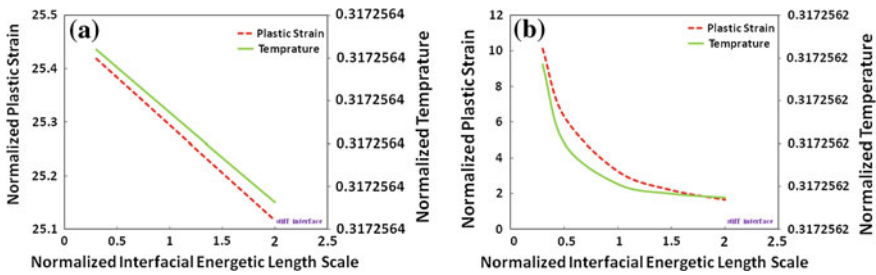 (a)
Normalized Plastic Strain
25.5
25.4
25.3
25.2
25.1
0
0.5
1
1.5
2
2.5
Normalized Interfacial Energetic Length Scale
Plastic Strain
Temprature
stiff interface
0.3172564
0.3172564
0.3172564
0.3172564
0.3172564
0.3172564
Normalized Temprature
(b)
Normalized Plastic Strain
12
10
8
6
4
2
0
0
0.5
1
1.5
2
2.5
Normalized Interfacial Energetic Length Scale
Plastic Strain
Temprature
stiff interface
0.3172562
0.3172562
0.3172562
0.3172562
0.3172562
0.3172562
Normalized Temperature